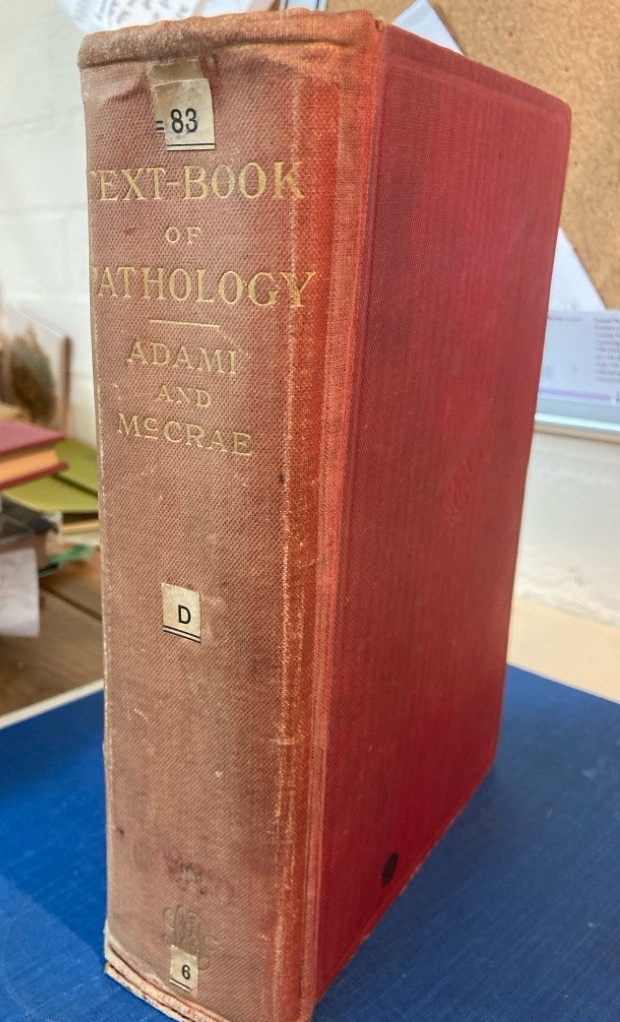 =83
TEXT-BOOK
OF
PATHOLOGY
ADAMI
AND
McCRAE
D
6